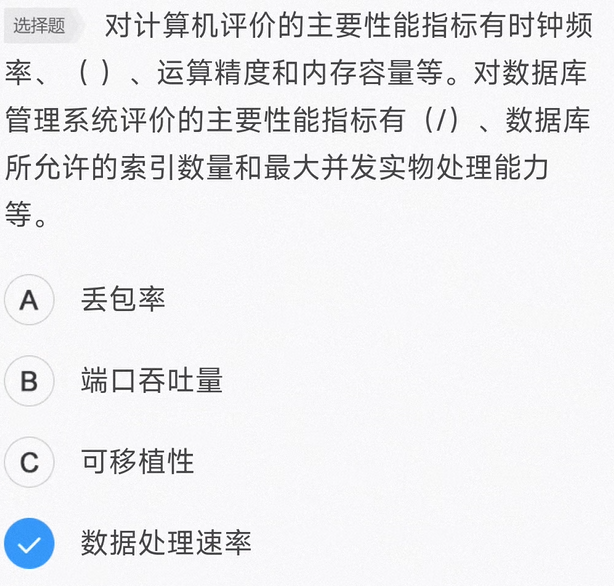 选择题 对计算机评价的主要性能指标有时钟频
率、（ ）、运算精度和内存容量等。对数据库
管理系统评价的主要性能指标有（/）、数据库
所允许的索引数量和最大并发实物处理能力
等。
A 丢包率
B 端口吞吐量
C 可移植性
数据处理速率